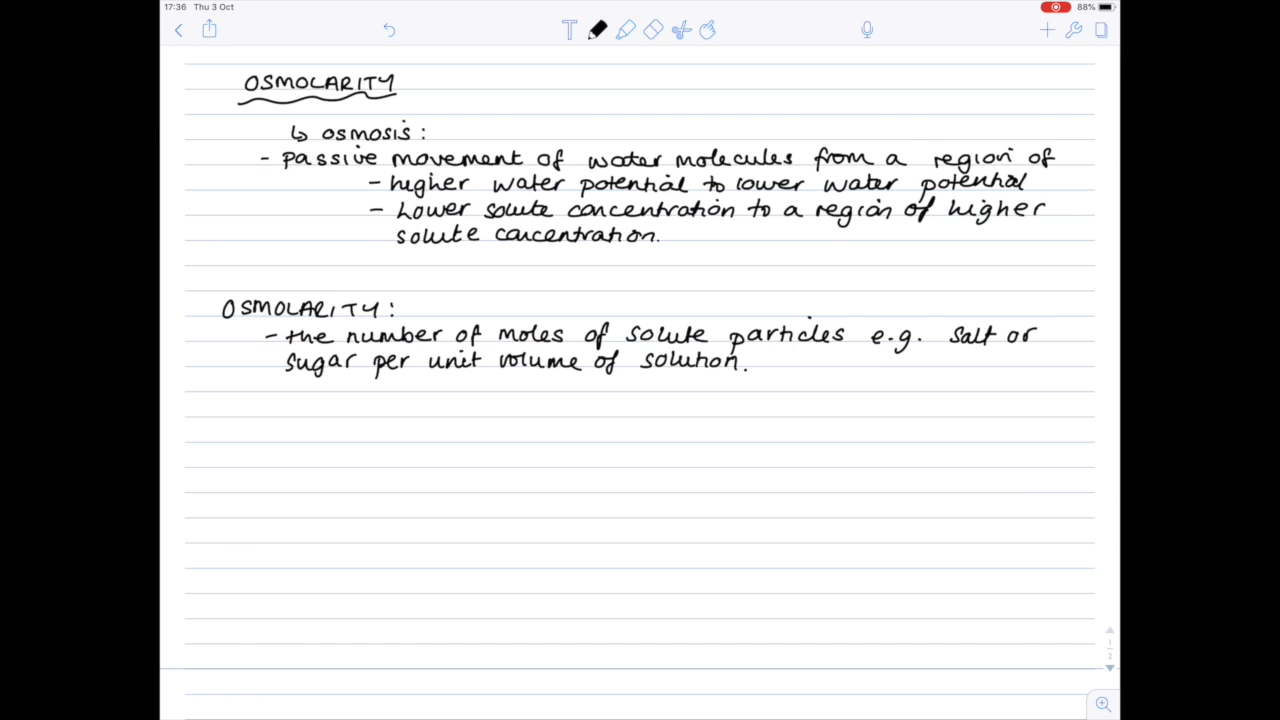 17:36 Thu 3 Oct 88%
OSMOLARITY
↳ osmosis:
- passive movement of water molecules from a region of
- higher water potential to lower water potential
- Lower solute concentration to a region of higher
solute concentration.
OSMOLARITY:
- the number of moles of solute particles e.g. salt or
sugar per unit volume of solution.
1
2